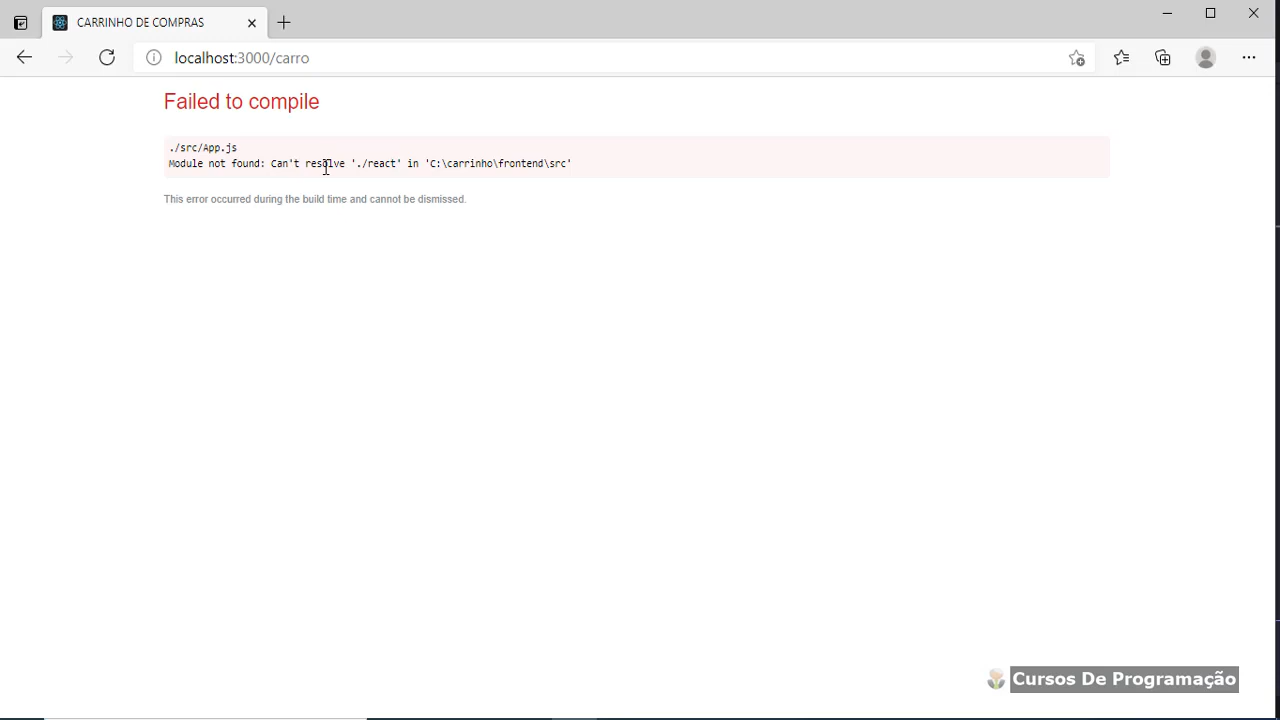 CARRINHO DE COMPRAS
localhost:3000/carro
Failed to compile
./src/App.js
Module not found: Can't resolve './react' in 'C:\carrinho\frontend\src'
This error occurred during the build time and cannot be dismissed.
Cursos De Programação